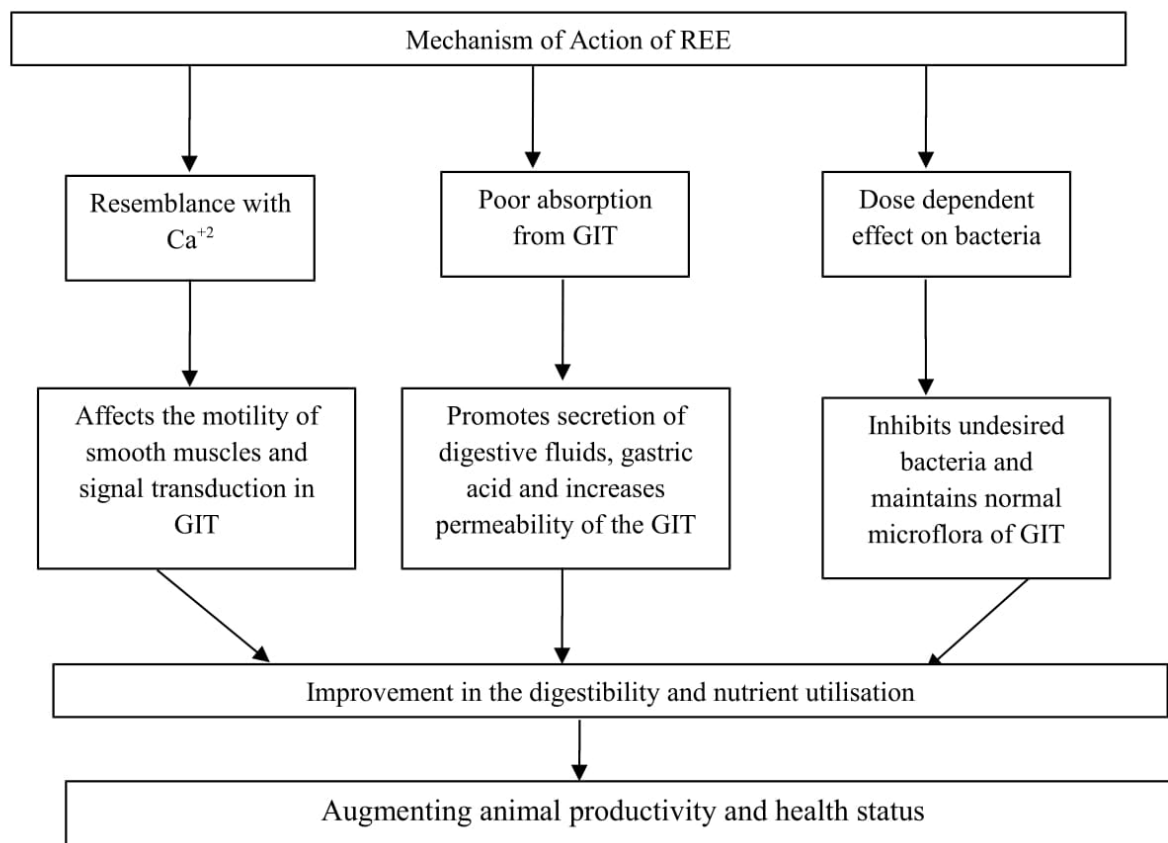 Mechanism of Action of REE
Resemblance with
Ca⁺²
Poor absorption
from GIT
Dose dependent
effect on bacteria
Affects the motility of
smooth muscles and
signal transduction in
GIT
Promotes secretion of
digestive fluids, gastric
acid and increases
permeability of the GIT
Inhibits undesired
bacteria and
maintains normal
microflora of GIT
Improvement in the digestibility and nutrient utilisation
Augmenting animal productivity and health status